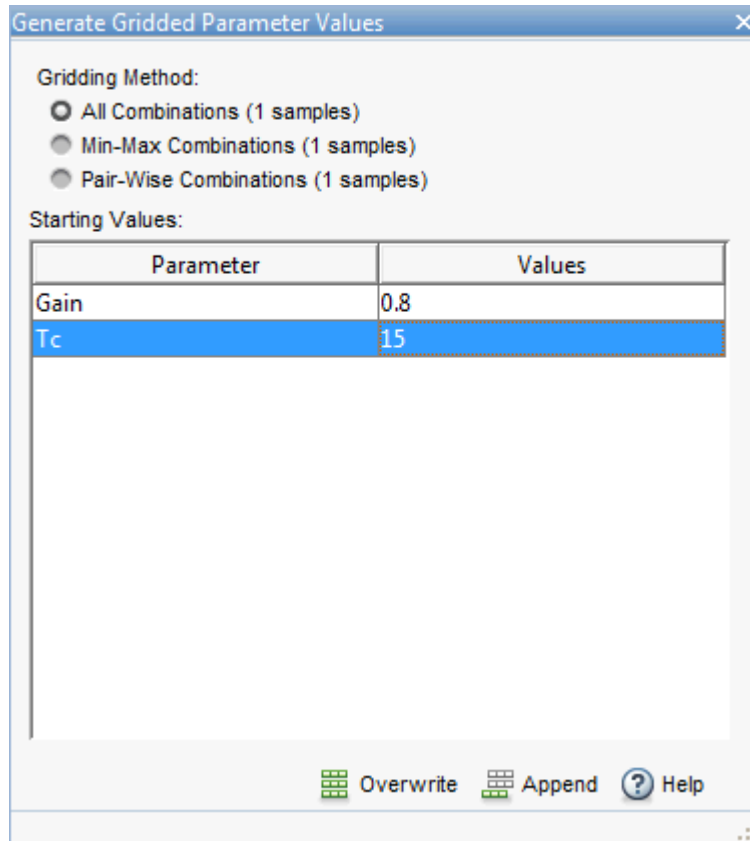 Generate Gridded Parameter Values
Gridding Method:
All Combinations (1 samples)
Min-Max Combinations (1 samples)
Pair-Wise Combinations (1 samples)
Starting Values:
Parameter Values
Gain 0.8
Tc 15
Overwrite Append ? Help